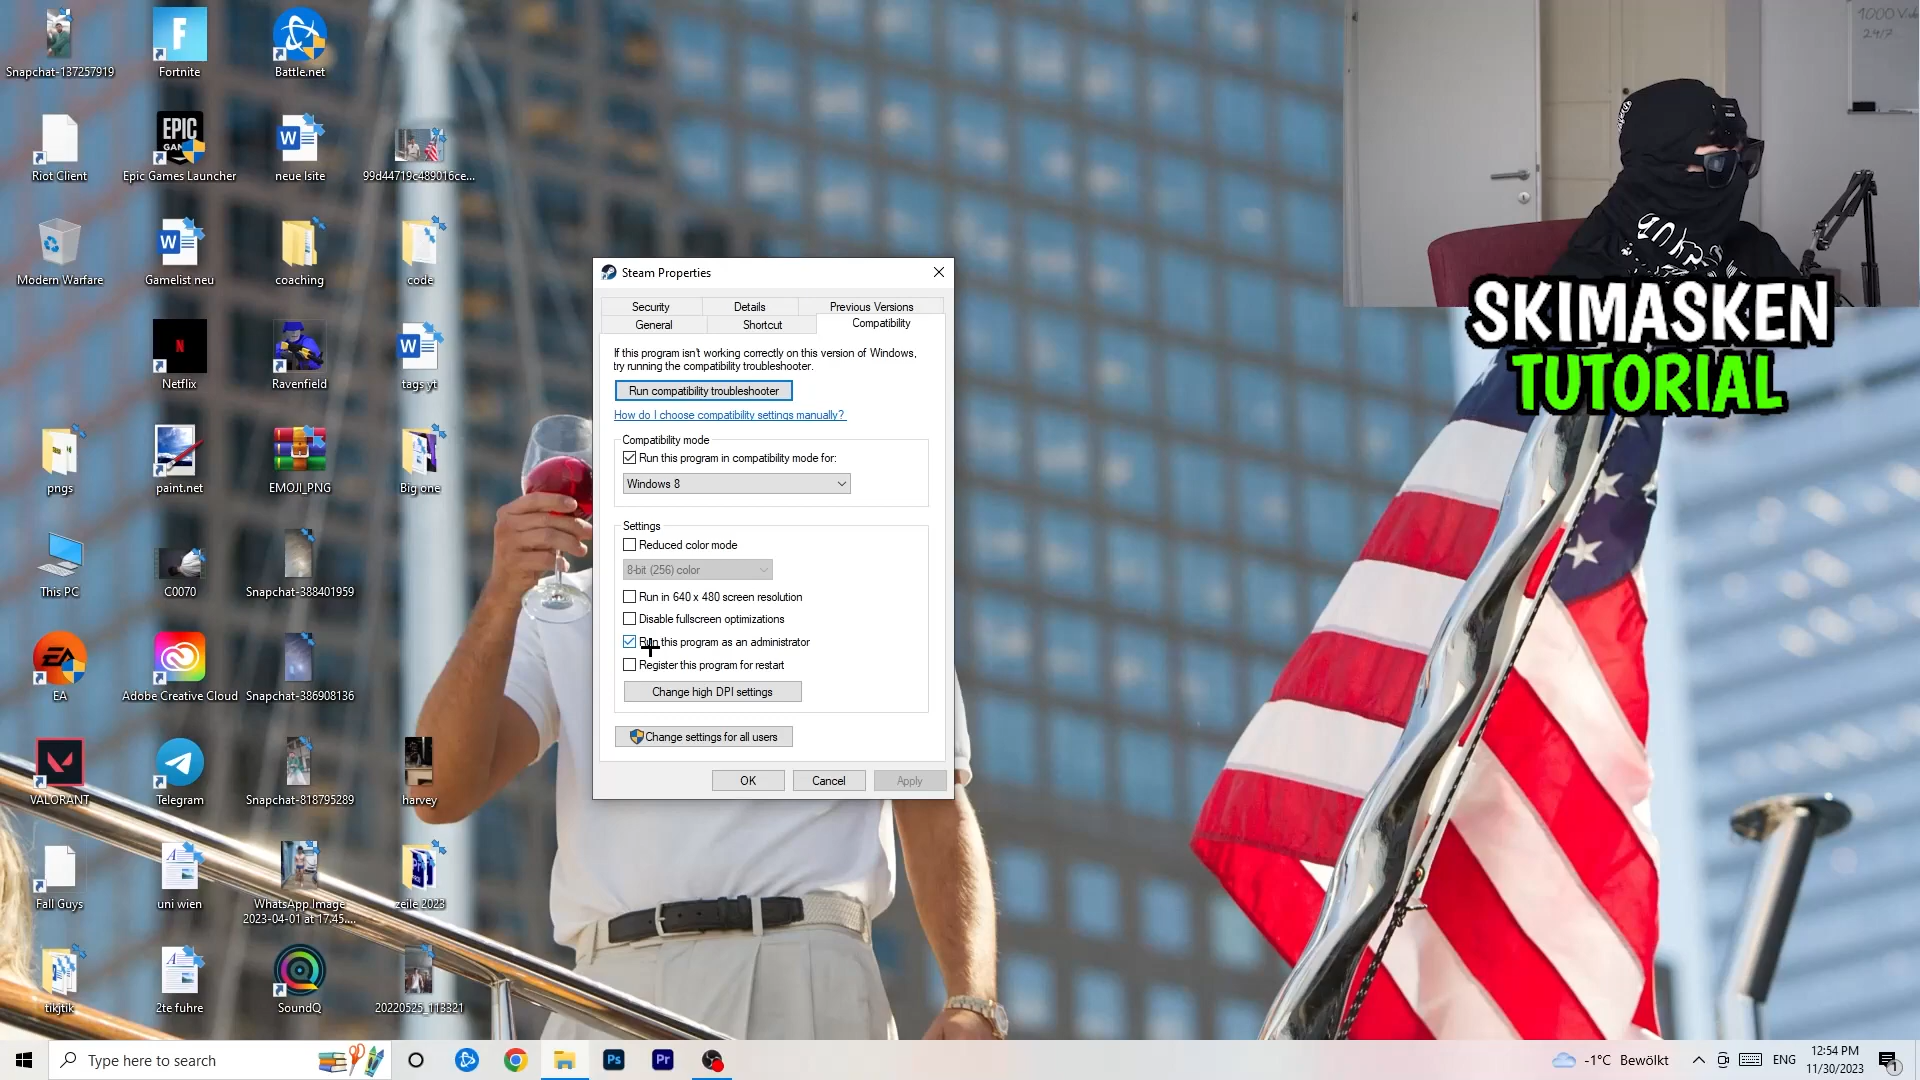 Snapchat-137257919
Fortnite
Battle.net
Riot Client
EPIC
Epic Games Launcher
neue lsite
99d44719c489016ce...
Modern Warfare
Gamelist neu
coaching
code
Netflix
Ravenfield
tags yt
pngs
paint.net
EMOJI_PNG
Big one
This PC
C0070
Snapchat-388401959
EA
Adobe Creative Cloud
Snapchat-386908136
VALORANT
Telegram
Snapchat-818795289
harvey
Fall Guys
uni wien
WhatsApp Image
2023-04-01 at 17.45....
zeile 2023
tikjtik
2te fuhre
SoundQ
20220525_113321
Steam Properties
Security
Details
Previous Versions
General
Shortcut
Compatibility
If this program isn't working correctly on this version of Windows,
try running the compatibility troubleshooter.
Run compatibility troubleshooter
How do I choose compatibility settings manually?
Compatibility mode
Run this program in compatibility mode for:
Windows 8
Settings
Reduced color mode
8-bit (256) color
Run in 640 x 480 screen resolution
Disable fullscreen optimizations
Run this program as an administrator
Register this program for restart
Change high DPI settings
Change settings for all users
OK
Cancel
Apply
SKIMASKEN
TUTORIAL
Type here to search
Ps
Pr
-1°C Bewölkt
ENG
12:54 PM
11/30/2023
1